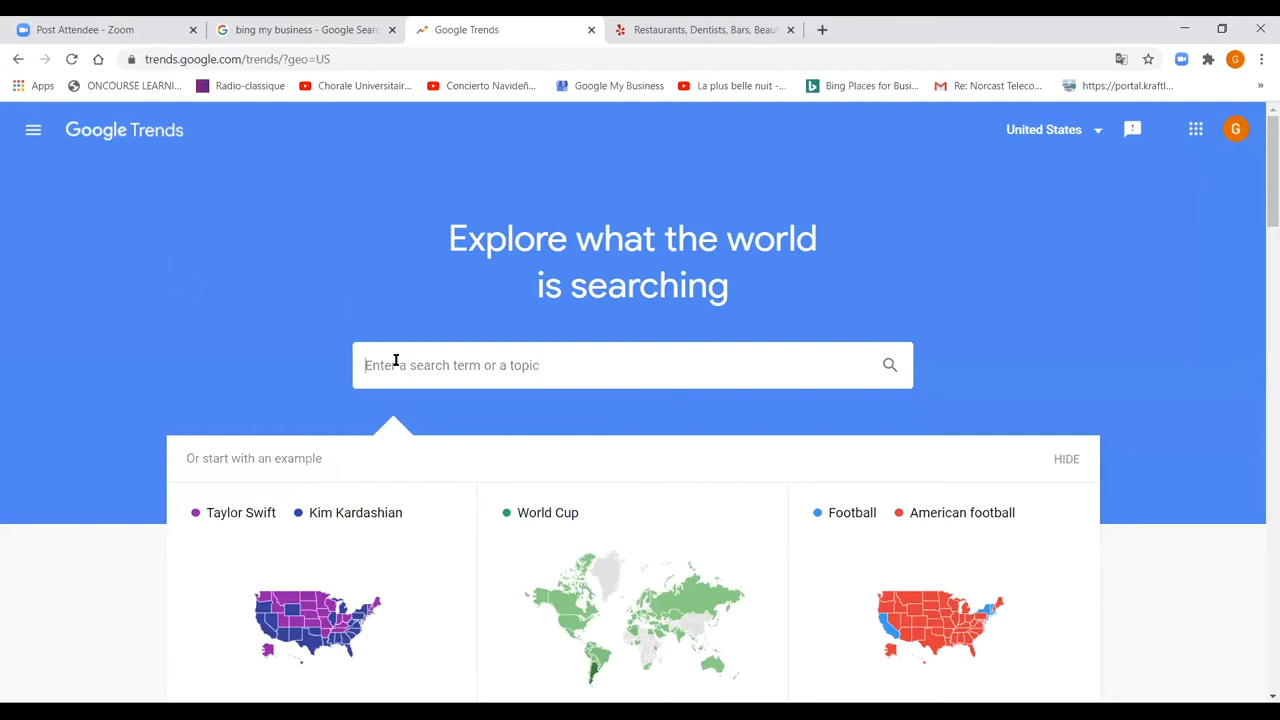 Post Attendee - Zoom
bing my business - Google Searc
Google Trends
Restaurants, Dentists, Bars, Beaut
trends.google.com/trends/?geo=US
G
Apps
ONCOURSE LEARNI...
Radio-classique
Chorale Universitair...
Concierto Navideñ...
Google My Business
La plus belle nuit -...
Bing Places for Busi...
Re: Norcast Teleco...
https://portal.kraftl...
»
Google Trends
United States
G
Explore what the world
is searching
Enter a search term or a topic
Or start with an example
HIDE
Taylor Swift
Kim Kardashian
World Cup
Football
American football